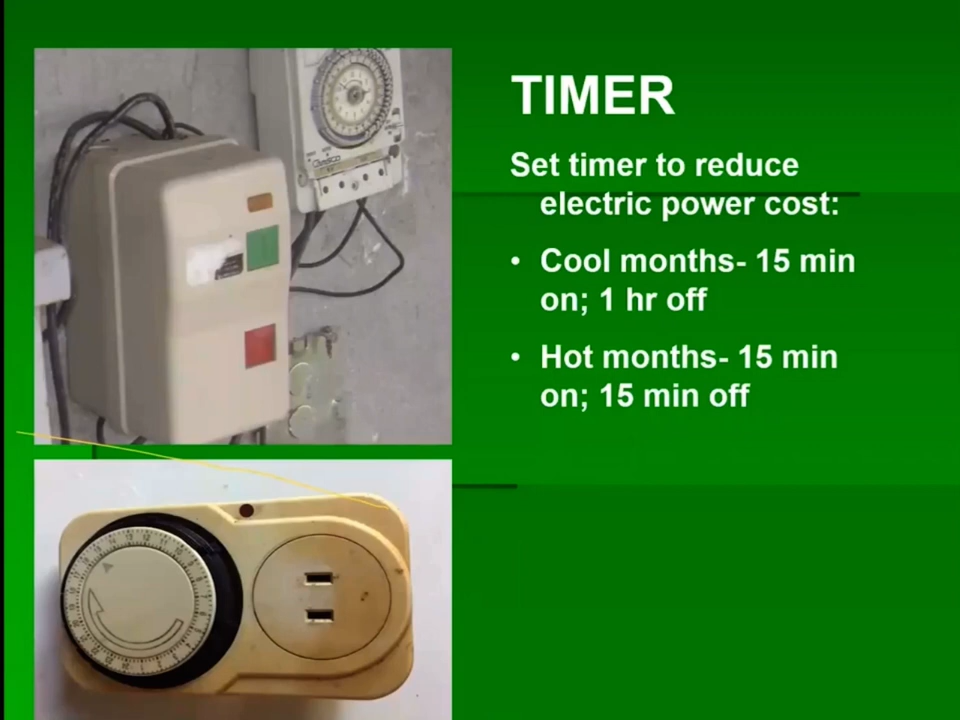 TIMER
Set timer to reduce
electric power cost:
• Cool months- 15 min
on; 1 hr off
• Hot months- 15 min
on; 15 min off